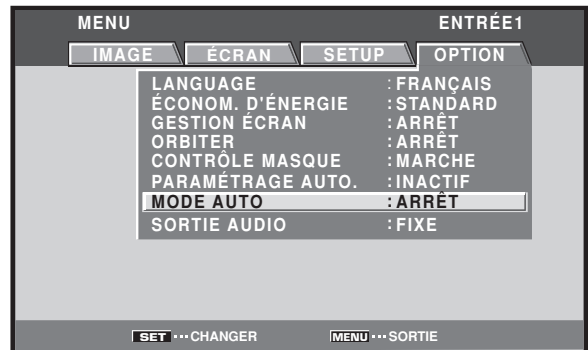 MENU ENTRÉE1
IMAGE ÉCRAN SETUP OPTION
LANGUAGE :FRANÇAIS
ÉCONOM. D'ÉNERGIE :STANDARD
GESTION ÉCRAN :ARRÊT
ORBITER :ARRÊT
CONTRÔLE MASQUE :MARCHE
PARAMÉTRAGE AUTO. :INACTIF
MODE AUTO :ARRÊT
SORTIE AUDIO :FIXE
SET ···CHANGER MENU ···SORTIE